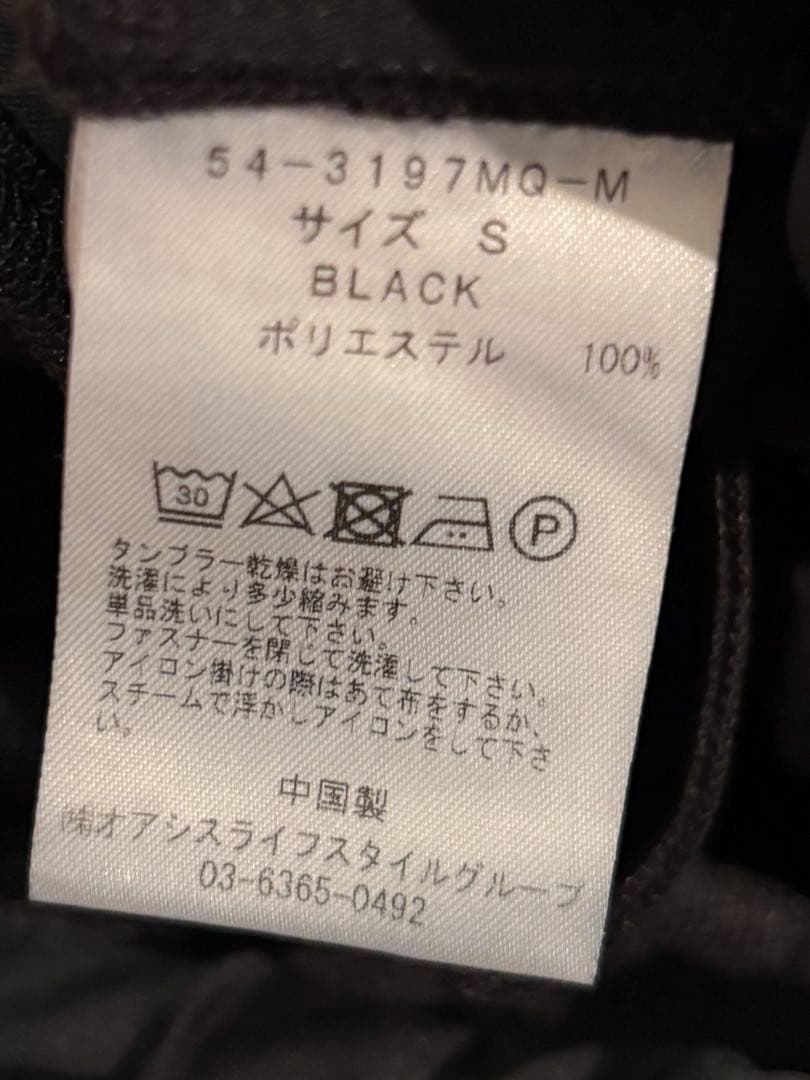 54-3197MQ-M
サイズ S
BLACK
ポリエステル 100%
30
P
タンブラー乾燥はお避け下さい。
洗濯により多少縮みます。
単品洗いにして下さい。
ファスナーを閉じて洗濯して下さい。
アイロン掛けの際はあて布をするか、
スチームで浮かしアイロンをして下さ
い。
中国製
㈱オアシスライフスタイルグループ
03-6365-0492